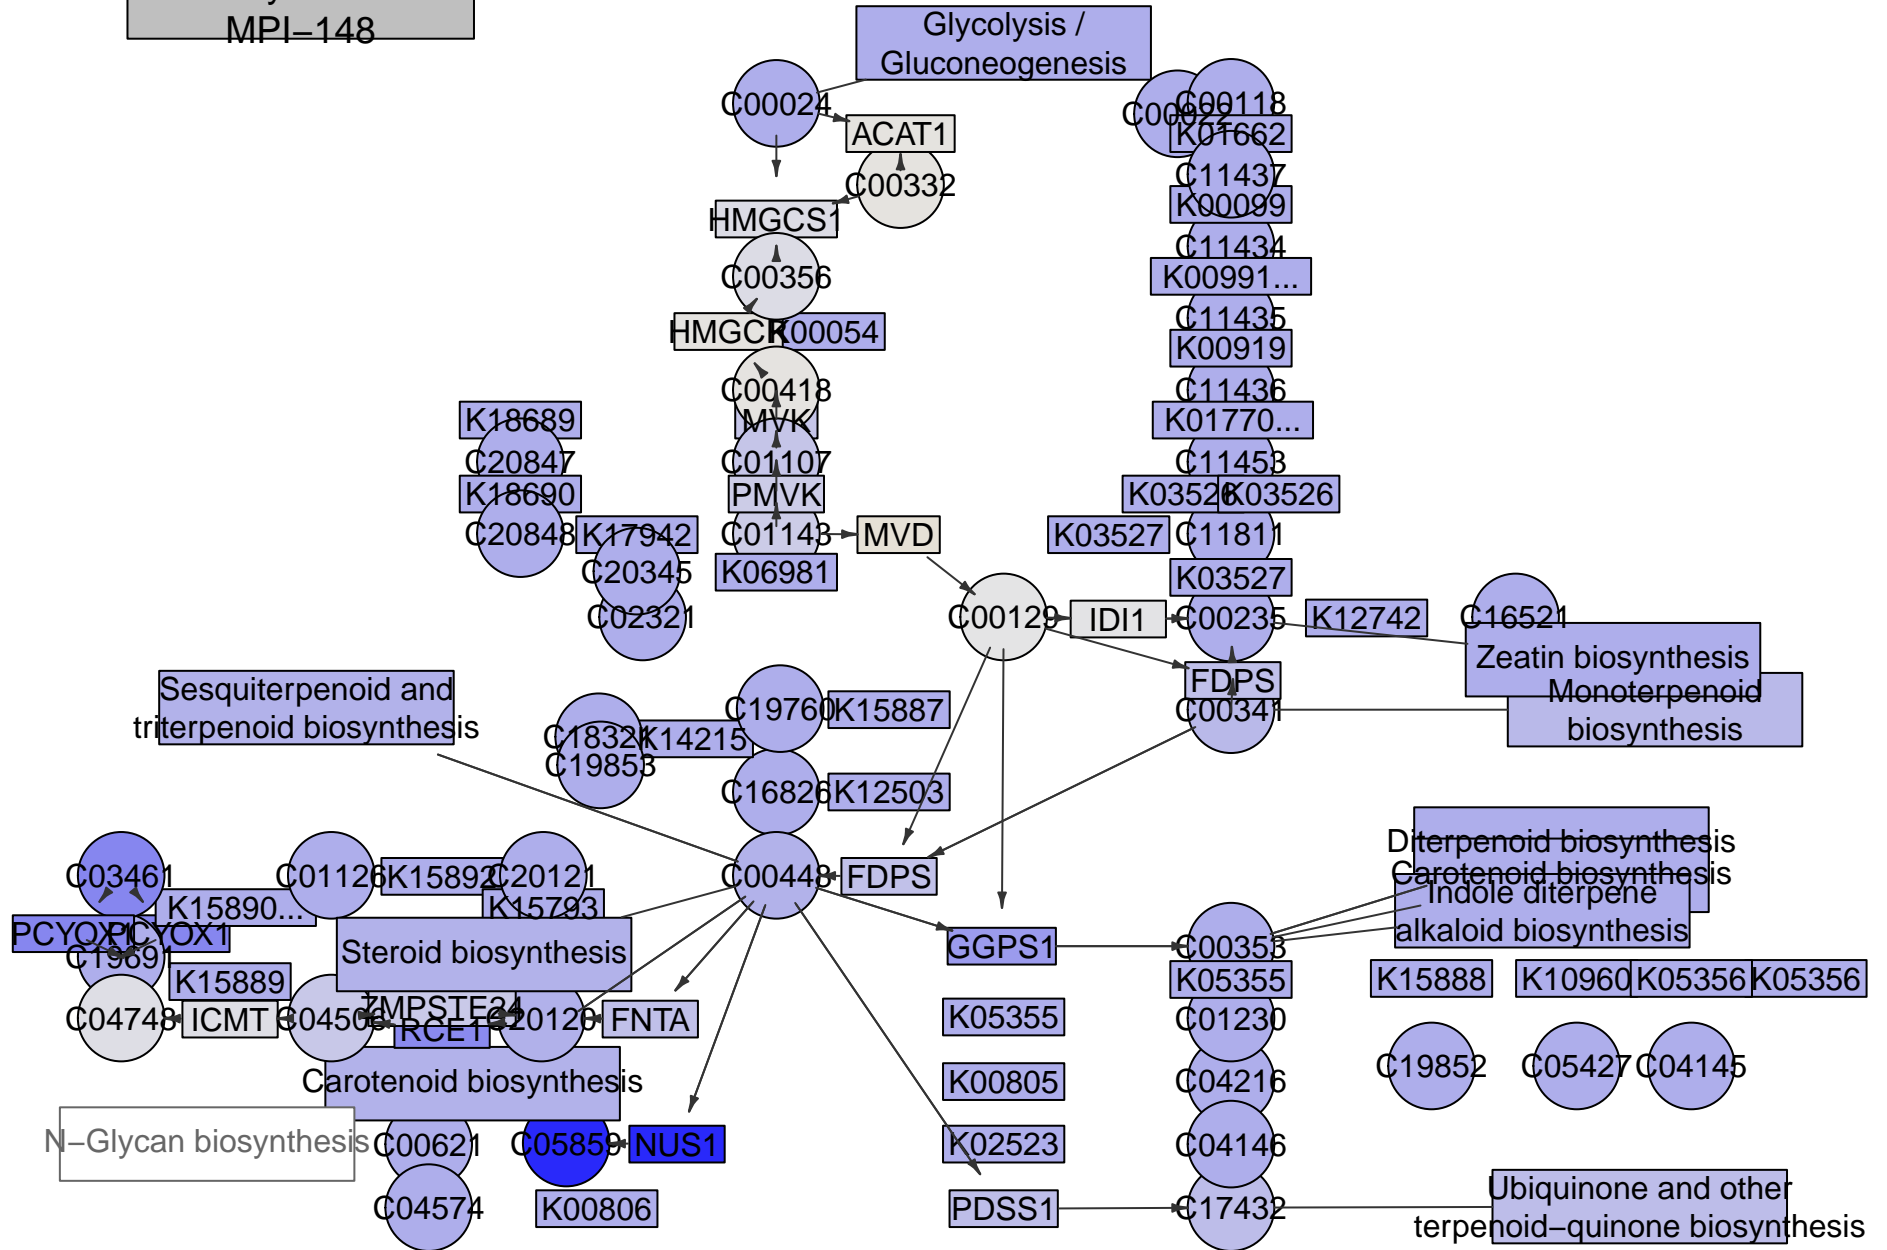 MPI−148
Glycolysis /
Gluconeogenesis
C00024
C00022
C00118
ACAT1
K01662
C00332
C11437
HMGCS1
K00099
C11434
C00356
K00991...
HMGCR
K00054
C11435
K00919
C00418
C11436
MVK
K01770...
K18689
C20847
C01107
C11453
K18690
PMVK
K03526
K03526
C20848
K17942
C01143
MVD
K03527
C11811
C20345
K06981
K03527
C02321
C00129
IDI1
C00235
K12742
C16521
Zeatin biosynthesis
Sesquiterpenoid and
triterpenoid biosynthesis
FDPS
Monoterpenoid
biosynthesis
C19760
K15887
C00341
C18321
K14215
C19853
C16826
K12503
Diterpenoid biosynthesis
Carotenoid biosynthesis
Indole diterpene
alkaloid biosynthesis
C03461
C01126
K15892
C20121
C00448
FDPS
K15890...
K15793
PCYOX1
PCYOX1
C19691
Steroid biosynthesis
GGPS1
C00353
K15889
K05355
K15888
K10960
K05356
K05356
C04748
ICMT
C04506
ZMPSTE24
RCE1
C20120
FNTA
K05355
C01230
Carotenoid biosynthesis
K00805
C04216
C19852
C05427
C04145
N−Glycan biosynthesis
C00621
C05859
NUS1
K02523
C04146
C04574
K00806
PDSS1
C17432
Ubiquinone and other
terpenoid−quinone biosynthesis